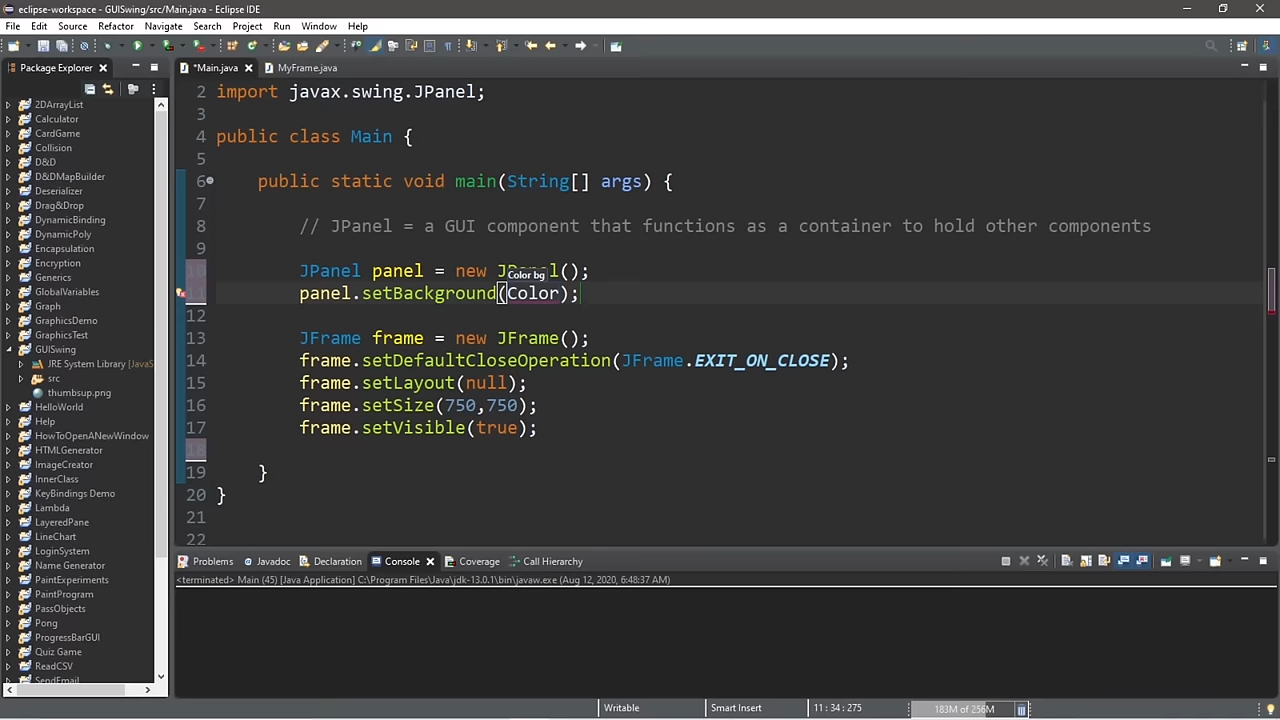 eclipse-workspace - GUISwing/src/Main.java - Eclipse IDE
File Edit Source Refactor Navigate Search Project Run Window Help
Package Explorer
*Main.java MyFrame.java
2DArrayList
Calculator
CardGame
Collision
D&D
D&DMapBuilder
Deserializer
Drag&Drop
DynamicBinding
DynamicPoly
Encapsulation
Encryption
Generics
GitHub
Graph
GraphicsDemo
GraphicsTest
GUISwing
JRE System Library [JavaS
src
thumbsup.png
HelloWorld
Help
HowToOpenANewWindow
HTMLGenerator
ImageCreator
InnerClass
KeyBindings Demo
Lambda
LayeredPane
LineChart
LoginSystem
Name Generator
PaintExperiments
PaintProgram
PassObjects
Pong
ProgressBarGUI
Quiz Game
ReadCSV
SendEmail
2 import javax.swing.JPanel;
3
4 public class Main {
5
6 public static void main(String[] args) {
7
8 // JPanel = a GUI component that functions as a container to hold other components
9
10 JPanel panel = new JPanel();
Color bg
11 panel.setBackground(Color);
12
13 JFrame frame = new JFrame();
14 frame.setDefaultCloseOperation(JFrame.EXIT_ON_CLOSE);
15 frame.setLayout(null);
16 frame.setSize(750,750);
17 frame.setVisible(true);
18
19 }
20 }
21
22
Problems Javadoc Declaration Console Coverage Call Hierarchy
<terminated> Main (45) [Java Application] C:\Program Files\Java\jdk-13.0.1\bin\javaw.exe (Aug 12, 2020, 6:48:37 AM)
Writable Smart Insert 11 : 34 : 275 183M of 256M